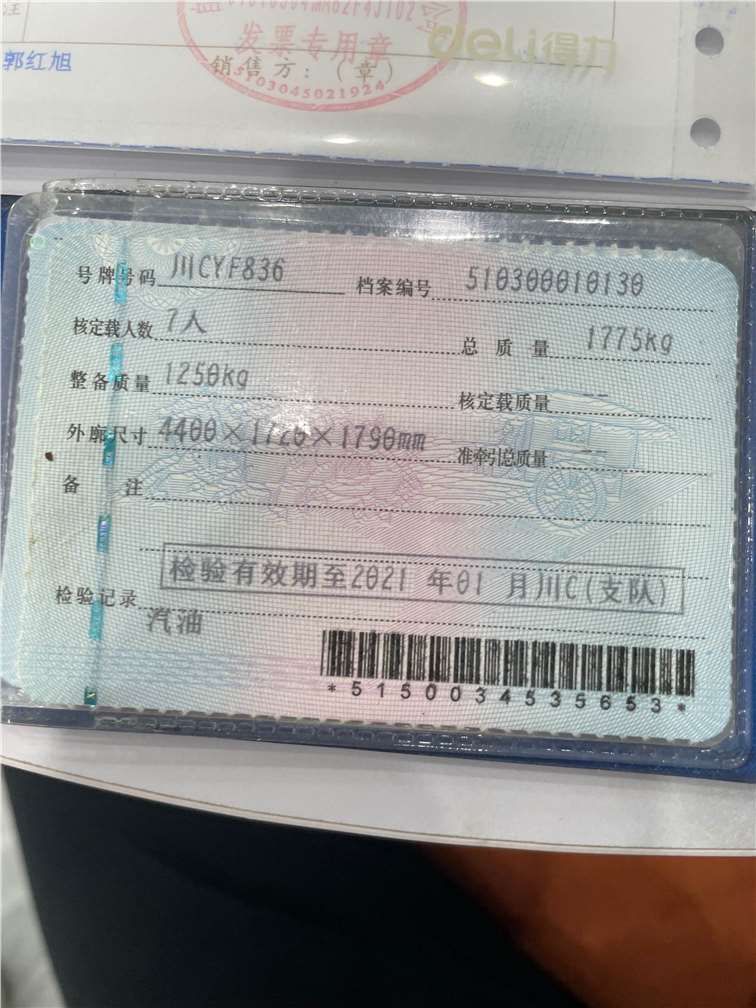 注
发票专用章
5103045021924
deli得力
郭红旭
销售方：（章）
号牌号码 川CYF836 档案编号 510300010130
核定载人数 7人 总质量 1775kg
整备质量 1250kg 核定载质量 --
外廓尺寸 4400×1720×1790mm 准牵引总质量 --
备注
检验有效期至2021年01月川C(支队)
检验记录
汽油
*5150034535653*